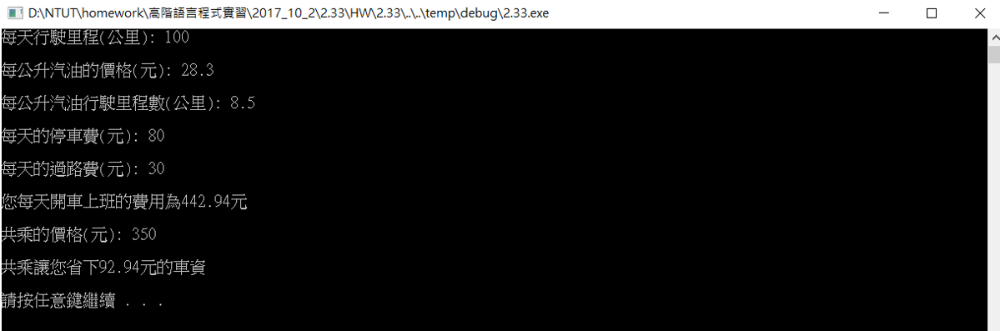 D:\NTUT\homework\高階語言程式實習\2017_10_2\2.33\HW\2.33\..\..\temp\debug\2.33.exe
每天行駛里程(公里): 100
每公升汽油的價格(元): 28.3
每公升汽油行駛里程數(公里): 8.5
每天的停車費(元): 80
每天的過路費(元): 30
您每天開車上班的費用為442.94元
共乘的價格(元): 350
共乘讓您省下92.94元的車資
請按任意鍵繼續 . . .